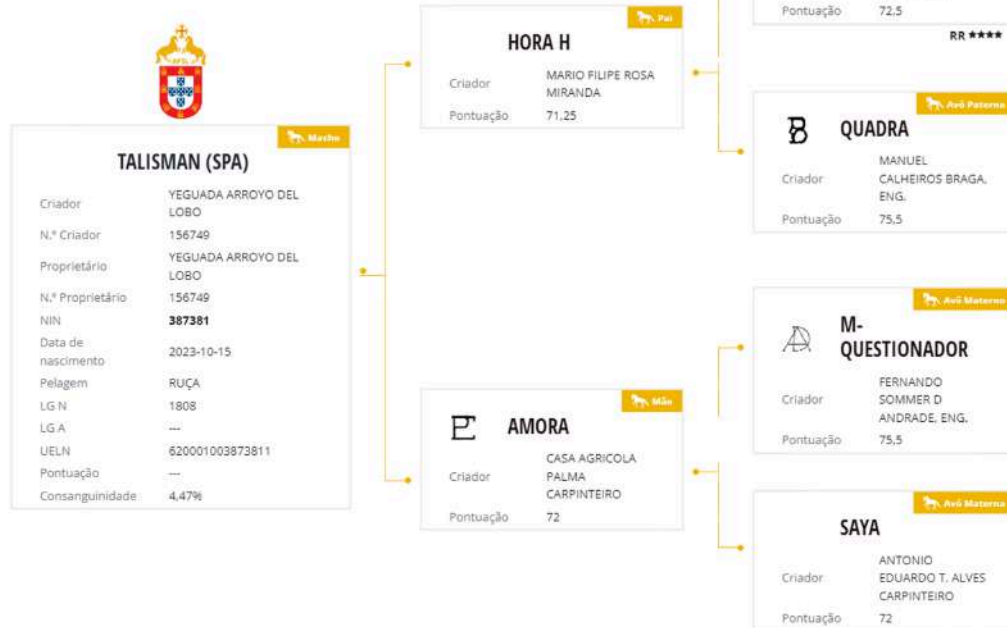 Macho
TALISMAN (SPA)
Criador YEGUADA ARROYO DEL
LOBO
N.º Criador 156749
Proprietário YEGUADA ARROYO DEL
LOBO
N.º Proprietário 156749
NIN 387381
Data de
nascimento 2023-10-15
Pelagem RUÇA
LG N 1808
LG A ---
UELN 620001003873811
Pontuação ---
Consanguinidade 4,47%
Pai
HORA H
Criador MARIO FILIPE ROSA
MIRANDA
Pontuação 71,25
Mãe
AMORA
Criador CASA AGRICOLA
PALMA
CARPINTEIRO
Pontuação 72
Pontuação 72,5
RR ★★★★
Avó Paterna
QUADRA
Criador MANUEL
CALHEIROS BRAGA,
ENG.
Pontuação 75,5
Avô Materno
M-
QUESTIONADOR
Criador FERNANDO
SOMMER D
ANDRADE, ENG.
Pontuação 75,5
Avó Materna
SAYA
Criador ANTONIO
EDUARDO T. ALVES
CARPINTEIRO
Pontuação 72